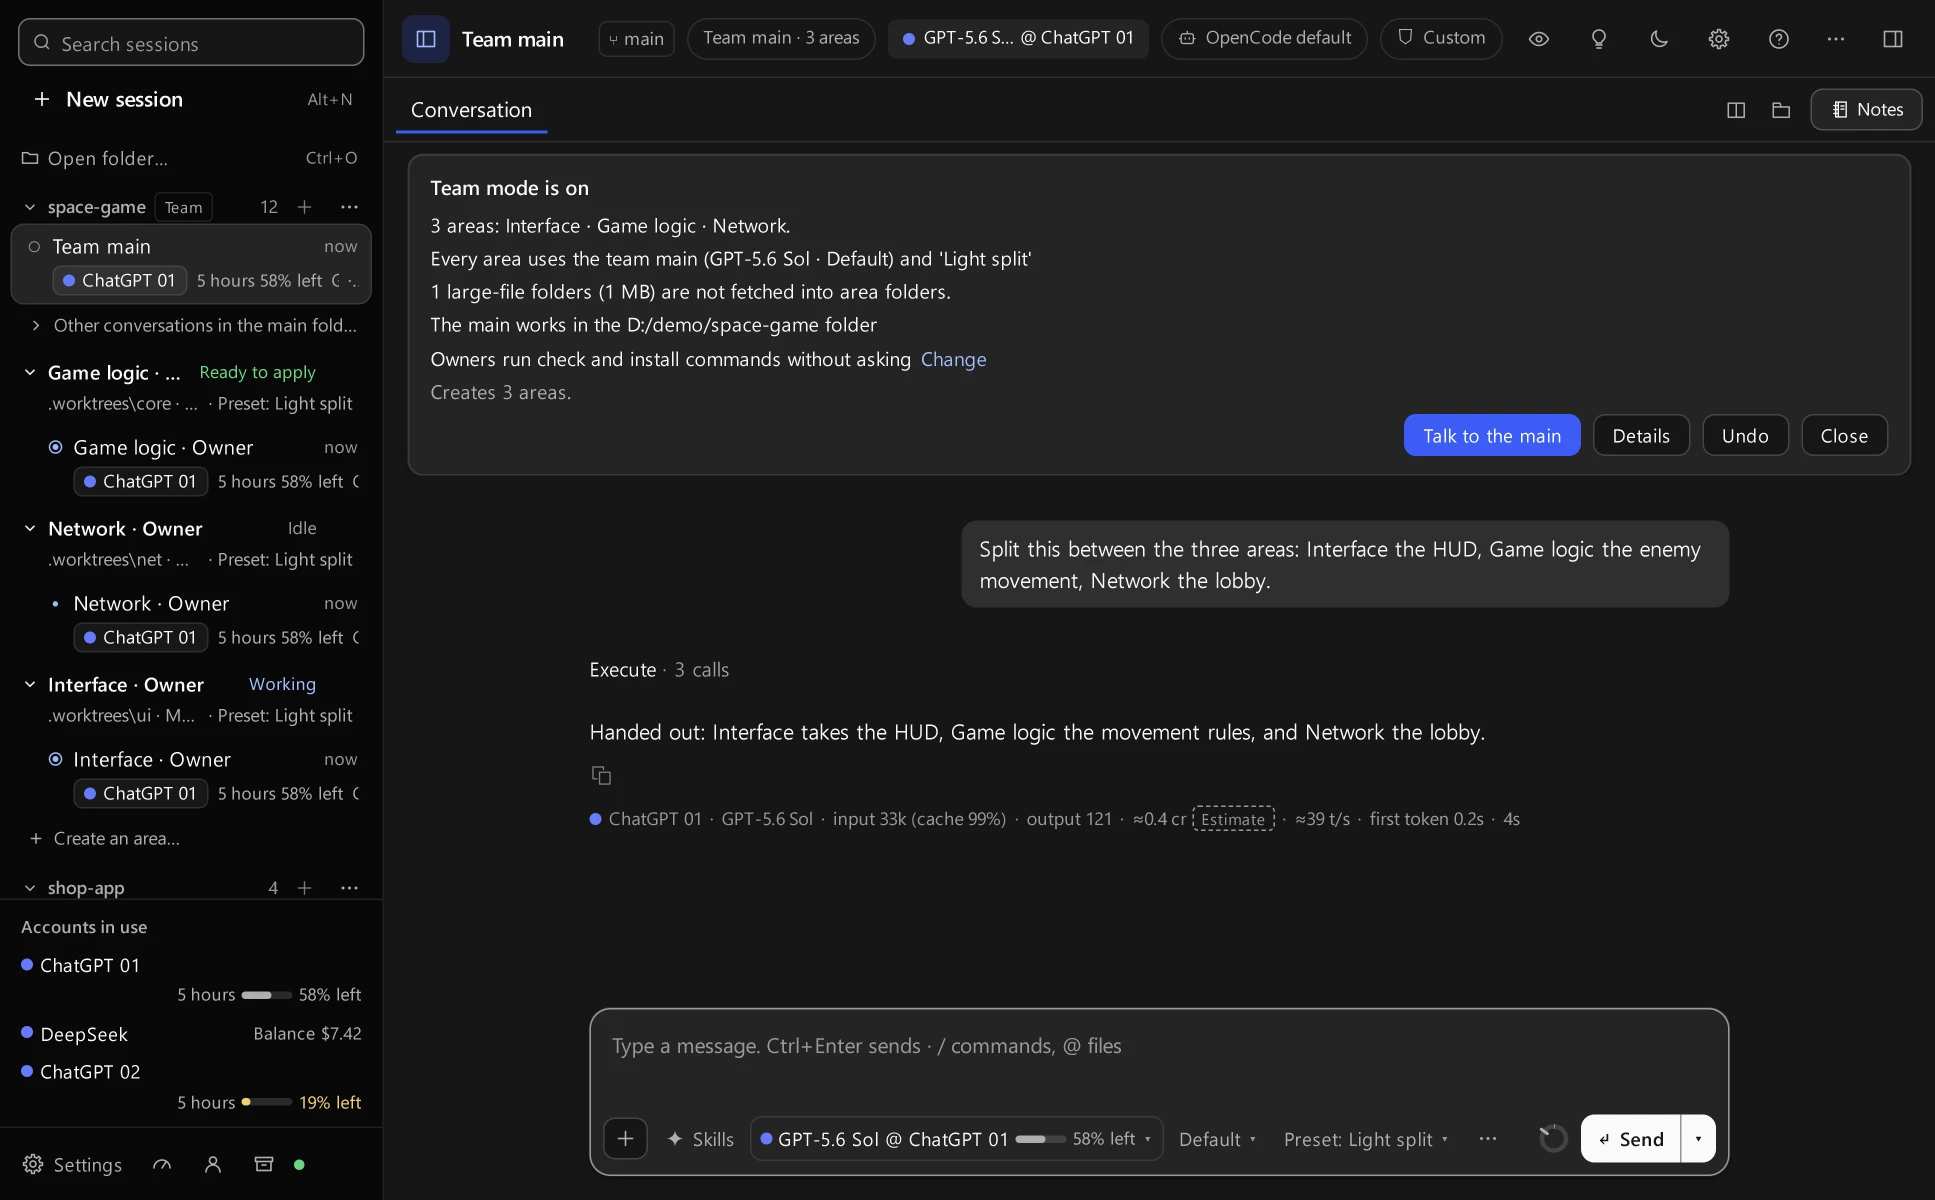 Search sessions
New session Alt+N
Open folder... Ctrl+O
space-game Team 12
Team main now
ChatGPT 01 5 hours 58% left
Other conversations in the main fold...
Game logic · ... Ready to apply
.worktrees\core · ... · Preset: Light split
Game logic · Owner now
ChatGPT 01 5 hours 58% left
Network · Owner Idle
.worktrees\net · ... · Preset: Light split
Network · Owner now
ChatGPT 01 5 hours 58% left
Interface · Owner Working
.worktrees\ui · M... · Preset: Light split
Interface · Owner now
ChatGPT 01 5 hours 58% left
+ Create an area...
shop-app 4
Accounts in use
ChatGPT 01
5 hours 58% left
DeepSeek Balance $7.42
ChatGPT 02
5 hours 19% left
Settings
Team main
main
Team main · 3 areas
GPT-5.6 S... @ ChatGPT 01
OpenCode default
Custom
Conversation
Notes
Team mode is on
3 areas: Interface · Game logic · Network.
Every area uses the team main (GPT-5.6 Sol · Default) and 'Light split'
1 large-file folders (1 MB) are not fetched into area folders.
The main works in the D:/demo/space-game folder
Owners run check and install commands without asking Change
Creates 3 areas.
Talk to the main Details Undo Close
Split this between the three areas: Interface the HUD, Game logic the enemy
movement, Network the lobby.
Execute · 3 calls
Handed out: Interface takes the HUD, Game logic the movement rules, and Network the lobby.
ChatGPT 01 · GPT-5.6 Sol · input 33k (cache 99%) · output 121 · ≈0.4 cr Estimate · ≈39 t/s · first token 0.2s · 4s
Type a message. Ctrl+Enter sends · / commands, @ files
Skills GPT-5.6 Sol @ ChatGPT 01 58% left Default Preset: Light split ··· Send